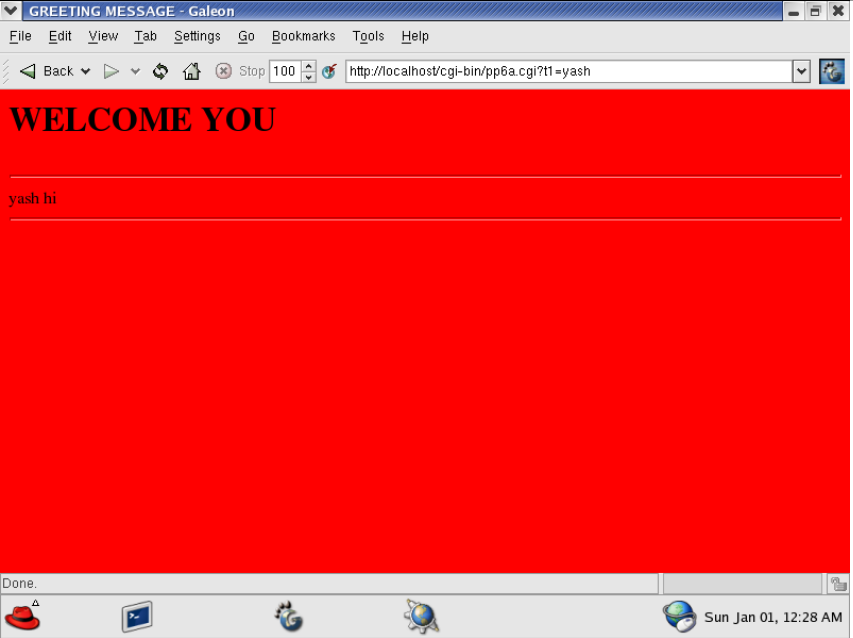 GREETING MESSAGE - Galeon
File Edit View Tab Settings Go Bookmarks Tools Help
Back Stop 100 http://localhost/cgi-bin/pp6a.cgi?t1=yash
WELCOME YOU
yash hi
Done.
Sun Jan 01, 12:28 AM